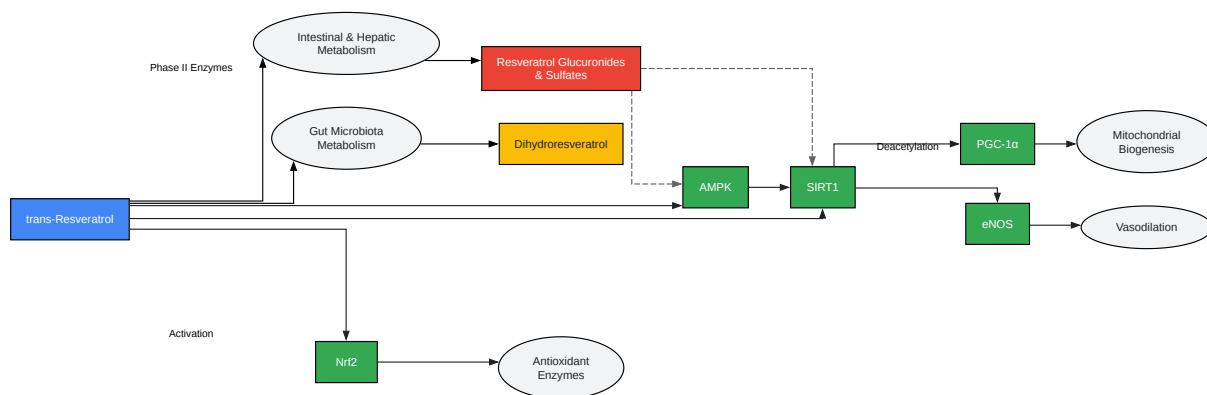 Intestinal & Hepatic
Metabolism
Phase II Enzymes
Resveratrol Glucuronides
& Sulfates
Gut Microbiota
Metabolism
Dihydroresveratrol
Deacetylation
PGC-1α
Mitochondrial
Biogenesis
AMPK
SIRT1
trans-Resveratrol
eNOS
Vasodilation
Activation
Nrf2
Antioxidant
Enzymes